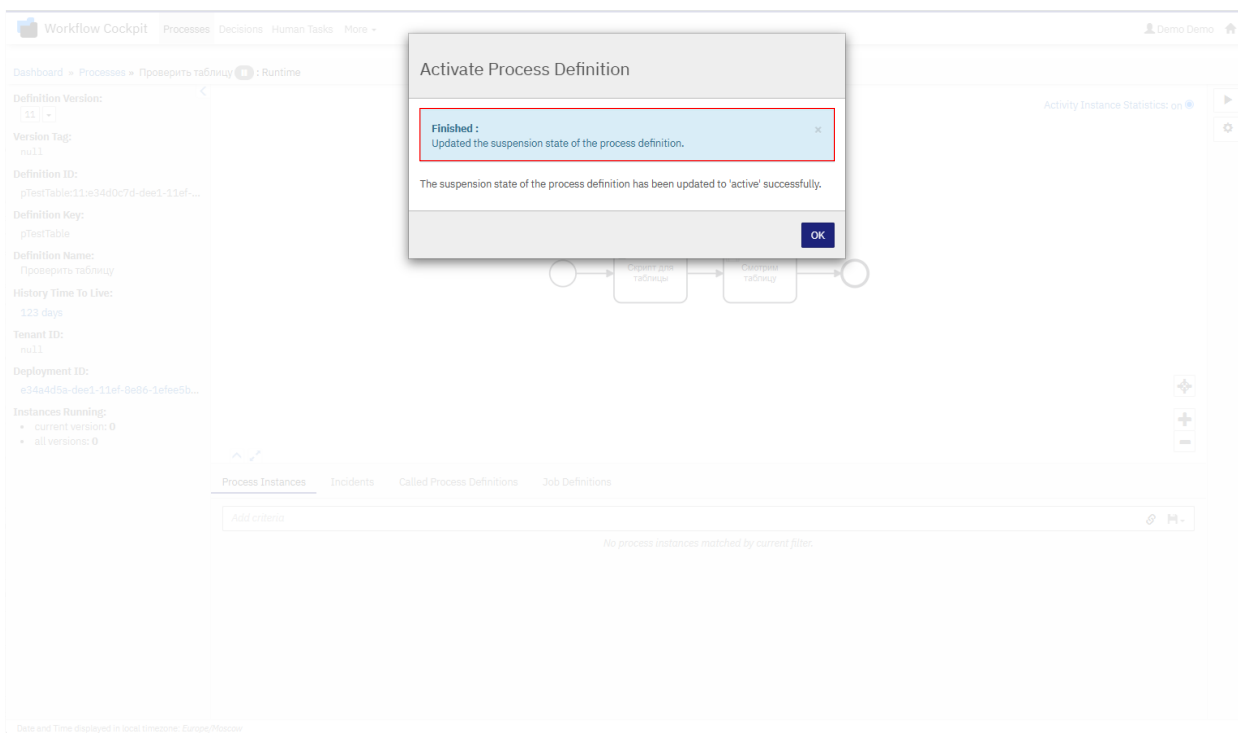 Workflow Cockpit Processes Decisions Human Tasks More
Demo Demo
Dashboard » Processes » Проверить таблицу : Runtime
Activate Process Definition
Finished :
Updated the suspension state of the process definition.
×
The suspension state of the process definition has been updated to 'active' successfully.
OK
Definition Version:
11
Version Tag:
null
Definition ID:
pTestTable:11:e34d0c7d-dee1-11ef-...
Definition Key:
pTestTable
Definition Name:
Проверить таблицу
History Time To Live:
123 days
Tenant ID:
null
Deployment ID:
e34a4d5a-dee1-11ef-8e86-1efee5b...
Instances Running:
• current version: 0
• all versions: 0
Activity Instance Statistics: on
Скрипт для
таблицы
Смотрим
таблицу
Process Instances Incidents Called Process Definitions Job Definitions
Add criteria
No process instances matched by current filter.
Date and Time displayed in local timezone: Europe/Moscow